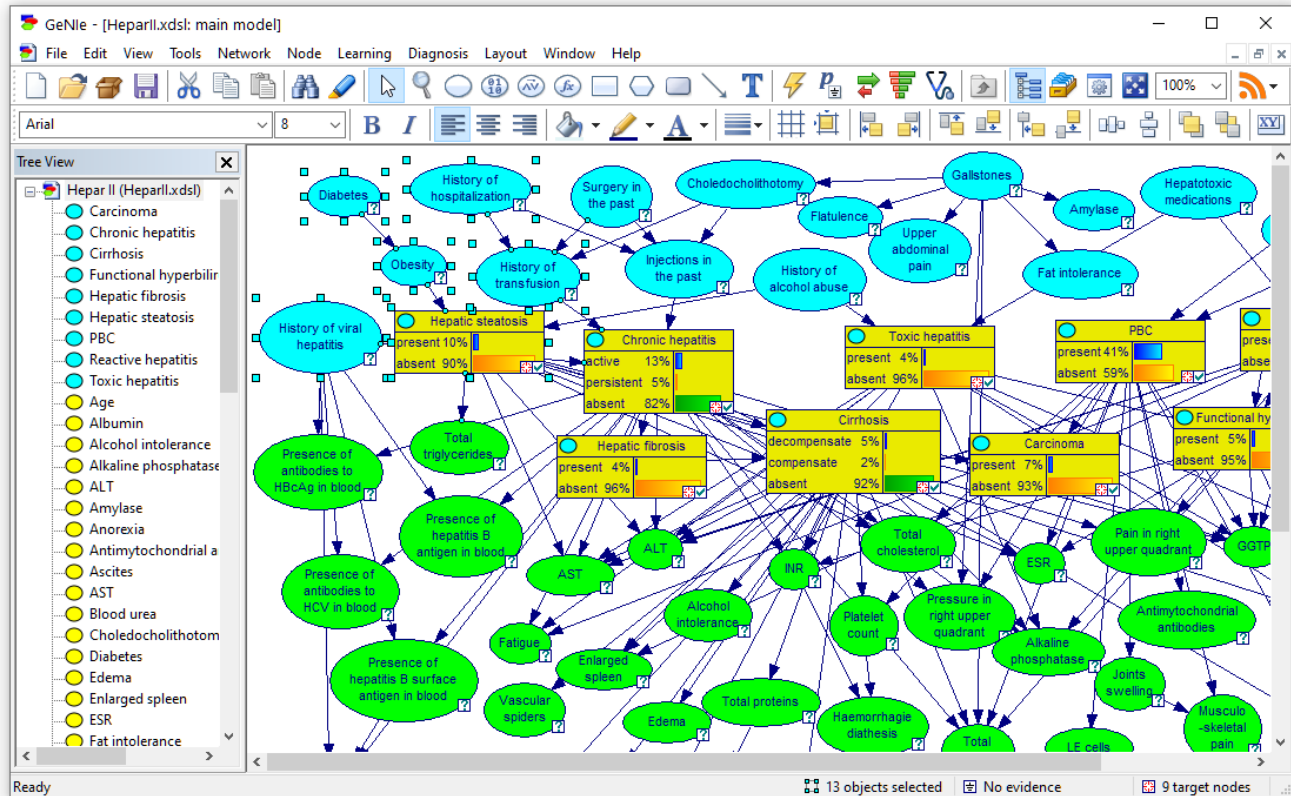 GeNIe - [HeparII.xdsl: main model]
File Edit View Tools Network Node Learning Diagnosis Layout Window Help
100%
Arial 8 B I A XY
Tree View
Hepar II (HeparII.xdsl)
Carcinoma
Chronic hepatitis
Cirrhosis
Functional hyperbilir
Hepatic fibrosis
Hepatic steatosis
PBC
Reactive hepatitis
Toxic hepatitis
Age
Albumin
Alcohol intolerance
Alkaline phosphatase
ALT
Amylase
Anorexia
Antimytochondrial a
Ascites
AST
Blood urea
Choledocholithotom
Diabetes
Edema
Enlarged spleen
ESR
Fat intolerance
Diabetes
History of
hospitalization
Surgery in
the past
Choledocholithotomy
Gallstones
Hepatotoxic
medications
Flatulence
Amylase
Upper
abdominal
pain
Obesity
History of
transfusion
Injections in
the past
History of
alcohol abuse
Fat intolerance
History of viral
hepatitis
Hepatic steatosis
present 10%
absent 90%
Chronic hepatitis
active 13%
persistent 5%
absent 82%
Toxic hepatitis
present 4%
absent 96%
PBC
present 41%
absent 59%
prese
absen
Hepatic fibrosis
present 4%
absent 96%
Cirrhosis
decompensate 5%
compensate 2%
absent 92%
Carcinoma
present 7%
absent 93%
Functional hy
present 5%
absent 95%
Presence of
antibodies to
HBcAg in blood
Total
triglycerides
Presence of
hepatitis B
antigen in blood
ALT
AST
INR
Total
cholesterol
ESR
Pain in right
upper quadrant
GGTP
Presence of
antibodies to
HCV in blood
Fatigue
Alcohol
intolerance
Platelet
count
Pressure in
right upper
quadrant
Antimytochondrial
antibodies
Alkaline
phosphatase
Presence of
hepatitis B surface
antigen in blood
Enlarged
spleen
Vascular
spiders
Edema
Total proteins
Haemorrhagie
diathesis
Total
Joints
swelling
LE cells
Musculo
-skeletal
pain
Ready 13 objects selected No evidence 9 target nodes